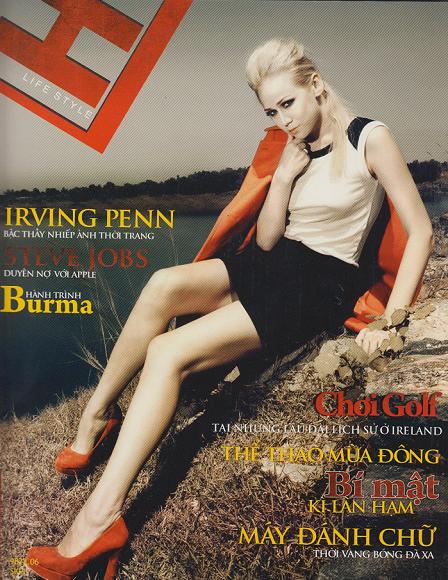 H
LIFE STYLE
IRVING PENN
BẬC THẦY NHIẾP ẢNH THỜI TRANG
STEVE JOBS
DUYÊN NỢ VỚI APPLE
HÀNH TRÌNH
Burma
Chơi Golf
TẠI NHỮNG LÂU ĐÀI LỊCH SỬ Ở IRELAND
THỂ THAO MÙA ĐÔNG
Bí mật
KÌ LÂN HẠM
MÁY ĐÁNH CHỮ
THỜI VÀNG BÓNG ĐÃ XA